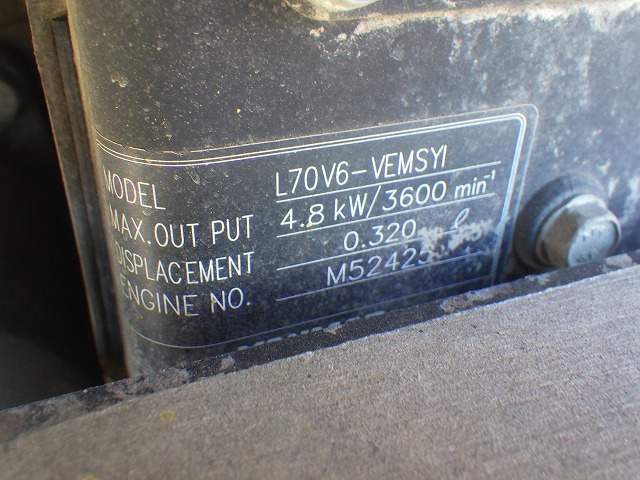 MODEL L70V6-VEMSYI
MAX. OUT PUT 4.8 kW/3600 min⁻¹
DISPLACEMENT 0.320 ℓ
ENGINE NO. M52425